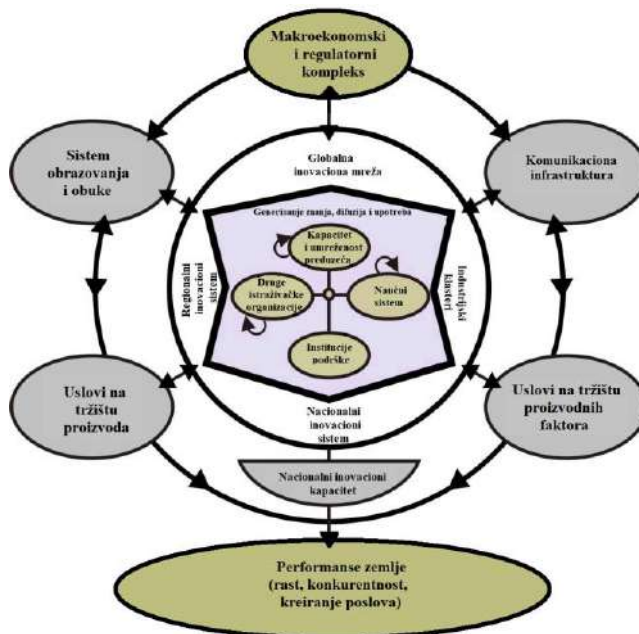 Makroekonomski
i regulatorni
kompleks
Sistem
obrazovanja
i obuke
Komunikaciona
infrastruktura
Globalna
inovaciona mreža
Generisanje znanja, difuzija i upotreba
Kapacitet
i umreženost
preduzeća
Regionalni
inovacioni
sistem
Druge
istraživačke
organizacije
Naučni
sistem
Industrijski
klasteri
Institucije
podrške
Uslovi na
tržištu
proizvoda
Uslovi na
tržištu
proizvodnih
faktora
Nacionalni
inovacioni
sistem
Nacionalni inovacioni
kapacitet
Performanse zemlje
(rast, konkurentnost,
kreiranje poslova)